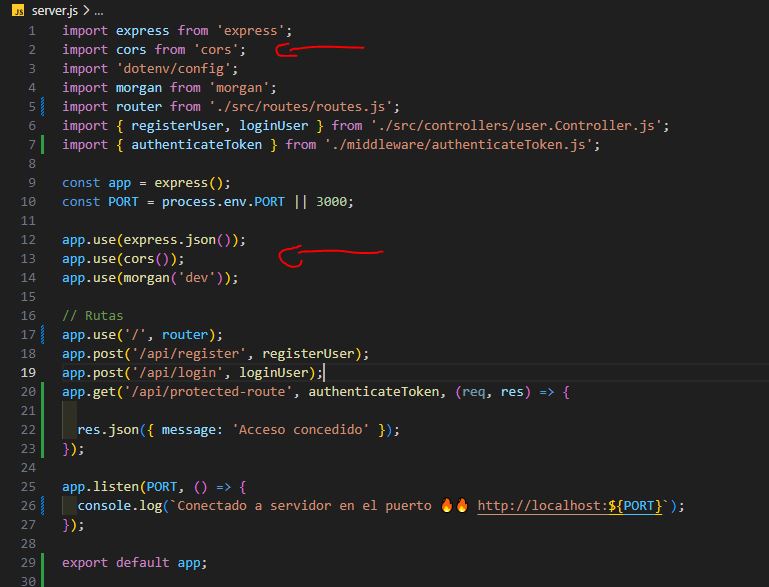 JS server.js > ...
1 import express from 'express';
2 import cors from 'cors';
3 import 'dotenv/config';
4 import morgan from 'morgan';
5 import router from './src/routes/routes.js';
6 import { registerUser, loginUser } from './src/controllers/user.Controller.js';
7 import { authenticateToken } from './middleware/authenticateToken.js';
8
9 const app = express();
10 const PORT = process.env.PORT || 3000;
11
12 app.use(express.json());
13 app.use(cors());
14 app.use(morgan('dev'));
15
16 // Rutas
17 app.use('/', router);
18 app.post('/api/register', registerUser);
19 app.post('/api/login', loginUser);
20 app.get('/api/protected-route', authenticateToken, (req, res) => {
21
22   res.json({ message: 'Acceso concedido' });
23 });
24
25 app.listen(PORT, () => {
26   console.log(`Conectado a servidor en el puerto 🔥🔥 http://localhost:${PORT}`);
27 });
28
29 export default app;
30